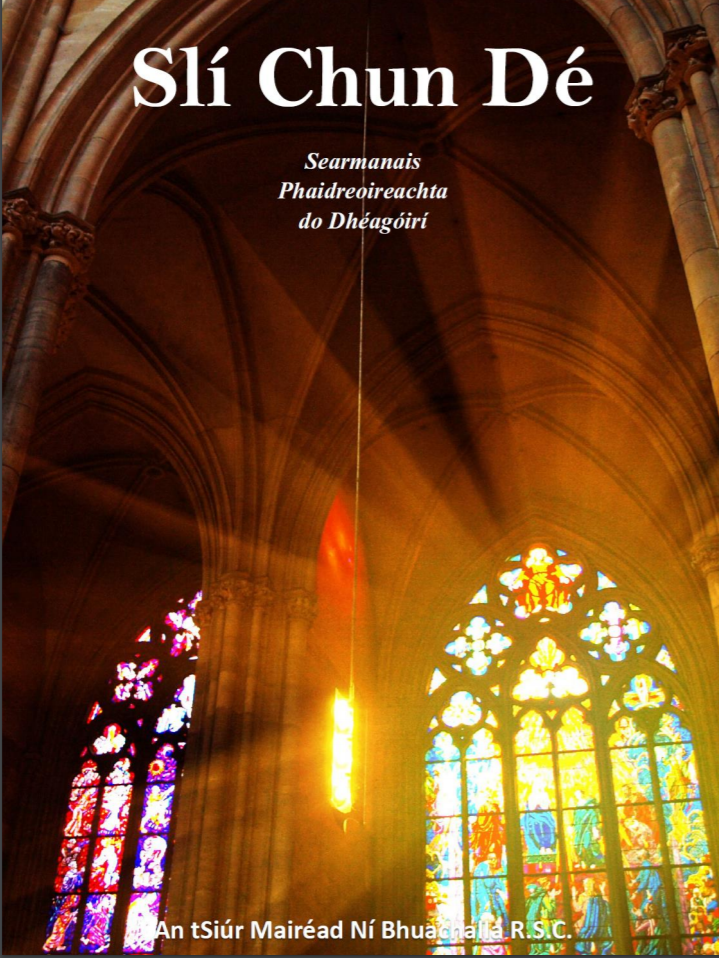 Slí Chun Dé
Searmanais
Phaidreoireachta
do Dhéagóirí
An tSiúr Mairéad Ní Bhuachalla R.S.C.